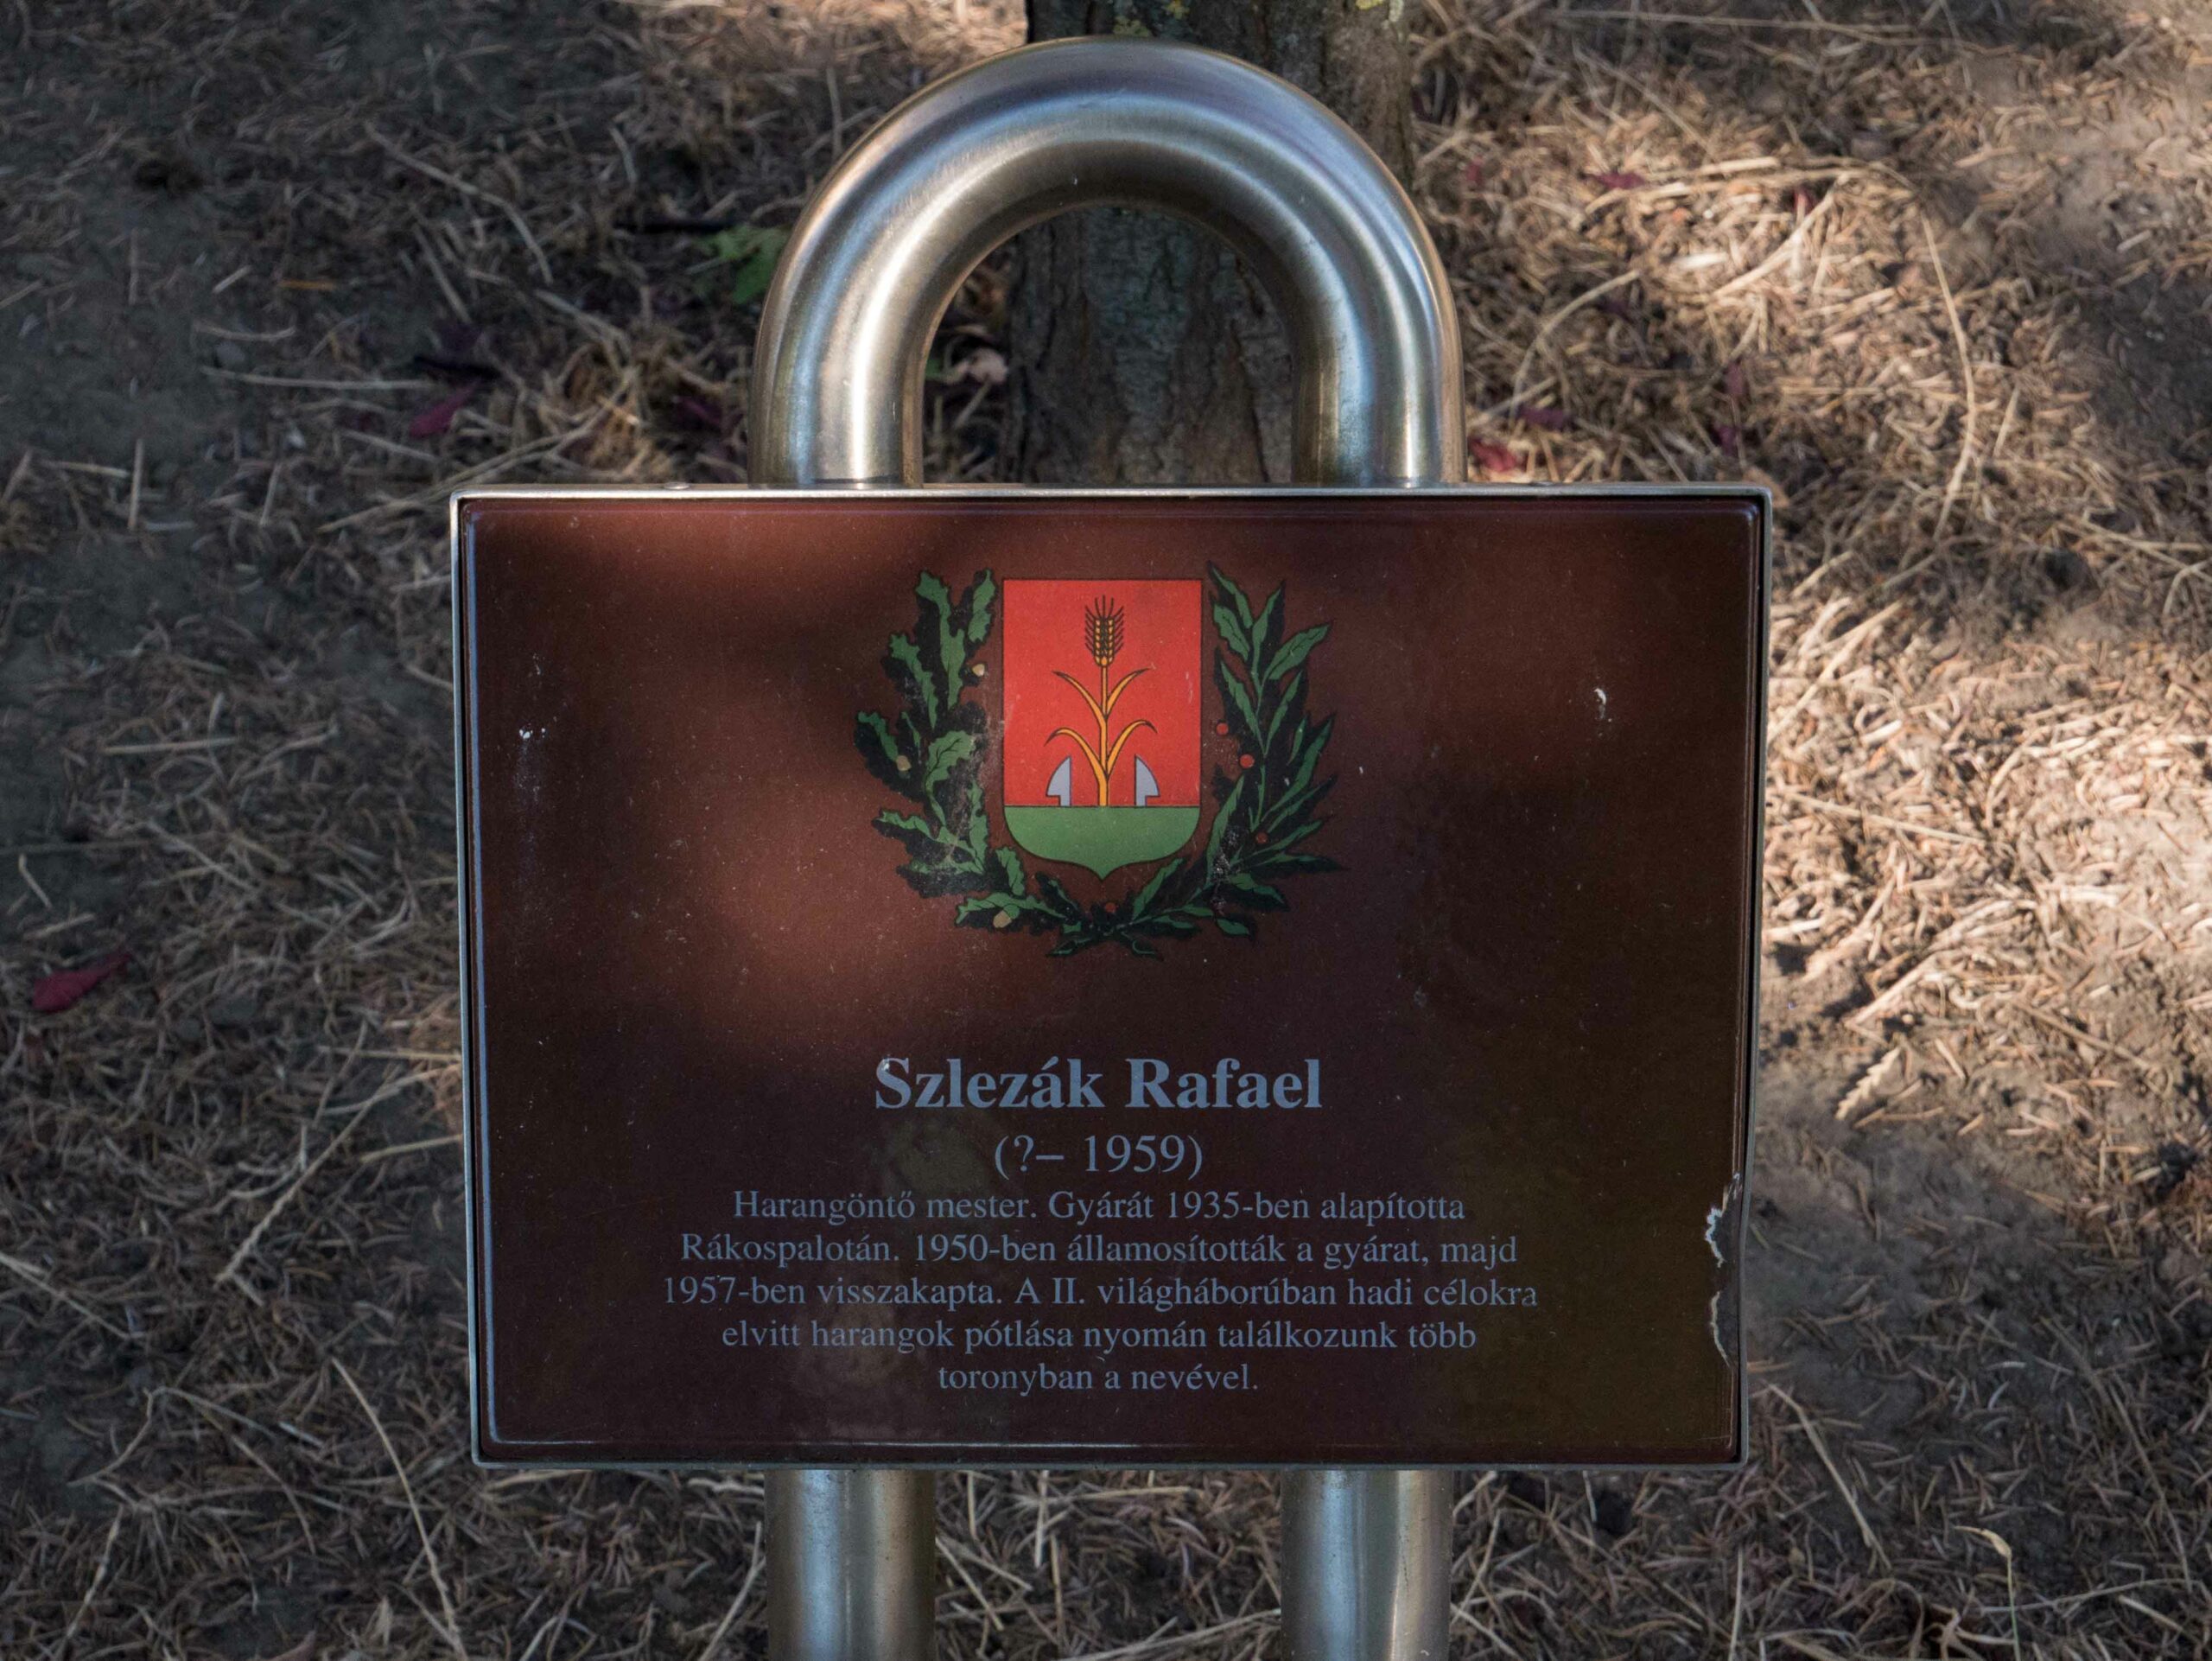 Szlezák Rafael
(?– 1959)
Harangöntő mester. Gyárát 1935-ben alapította
Rákospalotán. 1950-ben államosították a gyárat, majd
1957-ben visszakapta. A II. világháborúban hadi célokra
elvitt harangok pótlása nyomán találkozunk több
toronyban a nevével.